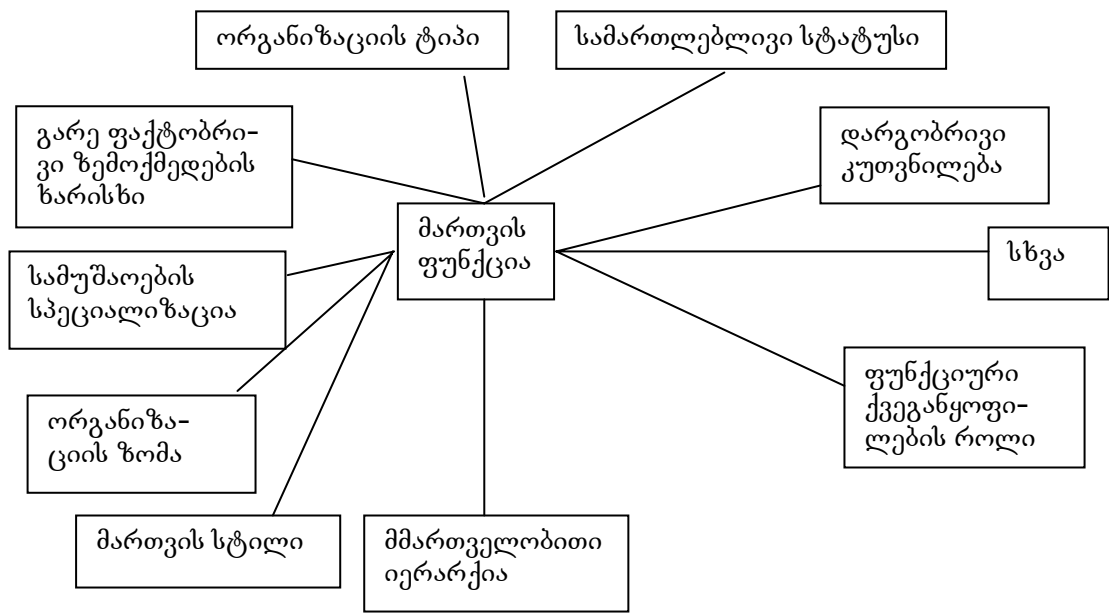 ორგანიზაციის ტიპი
სამართლებლივი სტატუსი
გარე ფაქტობრი-
ვი ზემოქმედების
ხარისხი
დარგობრივი
კუთვნილება
მართვის
ფუნქცია
სხვა
სამუშაოების
სპეციალიზაცია
ფუნქციური
ქვეგანყოფი-
ლების როლი
ორგანიზა-
ციის ზომა
მართვის სტილი
მმართველობითი
იერარქია